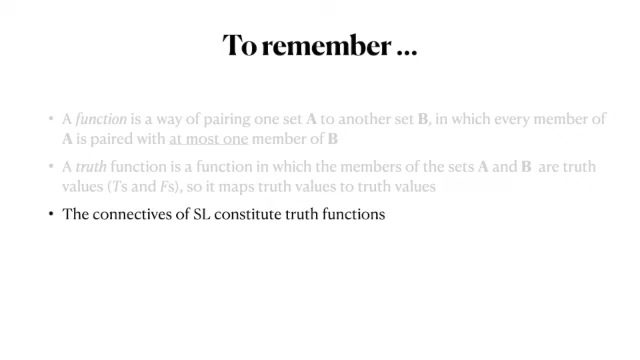 To remember ...
• A function is a way of pairing one set A to another set B, in which every member of
A is paired with at most one member of B
• A truth function is a function in which the members of the sets A and B are truth
values (Ts and Fs), so it maps truth values to truth values
• The connectives of SL constitute truth functions